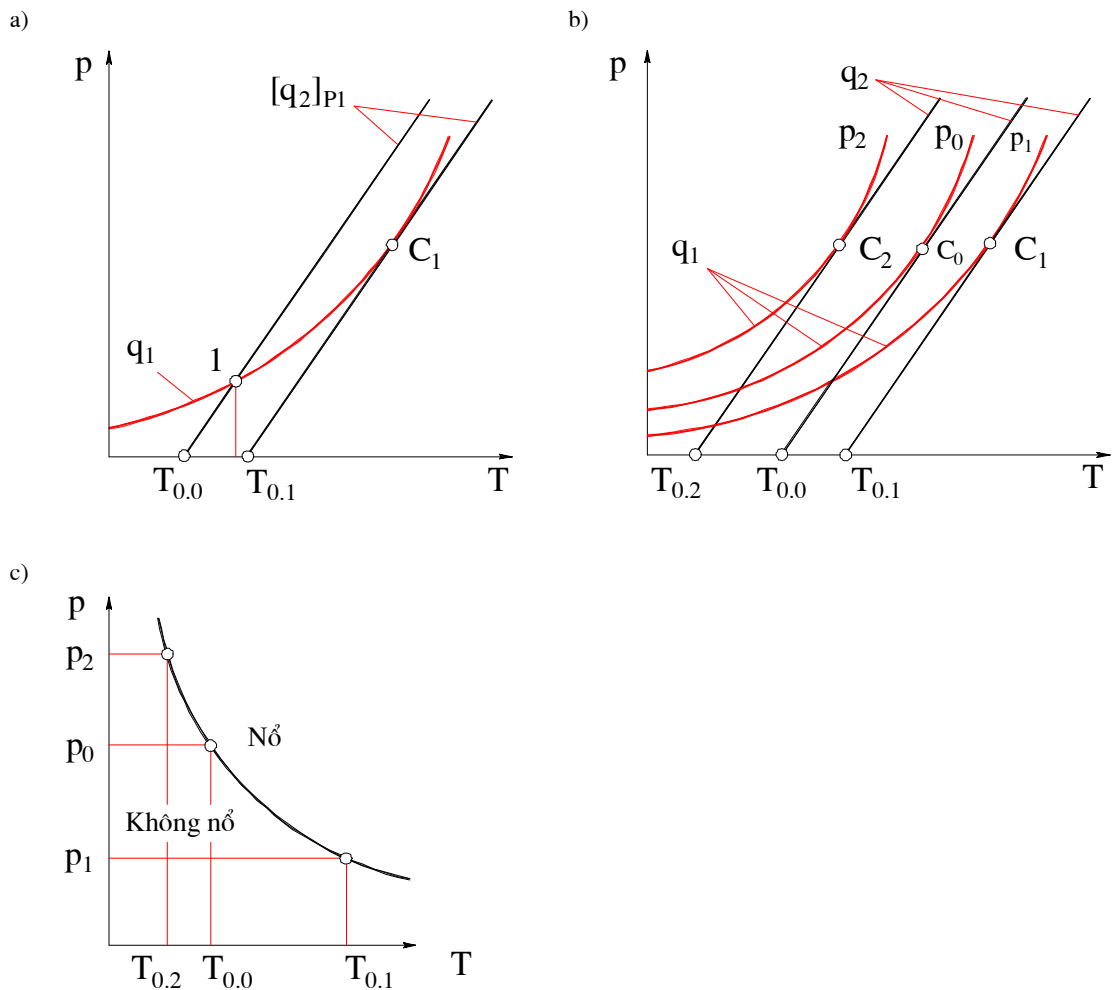 a)
p
[q₂]P1
C₁
q₁
1
T₀.₀
T₀.₁
T
b)
p
q₂
p₂
p₀
p₁
q₁
C₂
C₀
C₁
T₀.₂
T₀.₀
T₀.₁
T
c)
p
p₂
p₀
Nổ
Không nổ
p₁
T₀.₂
T₀.₀
T₀.₁
T